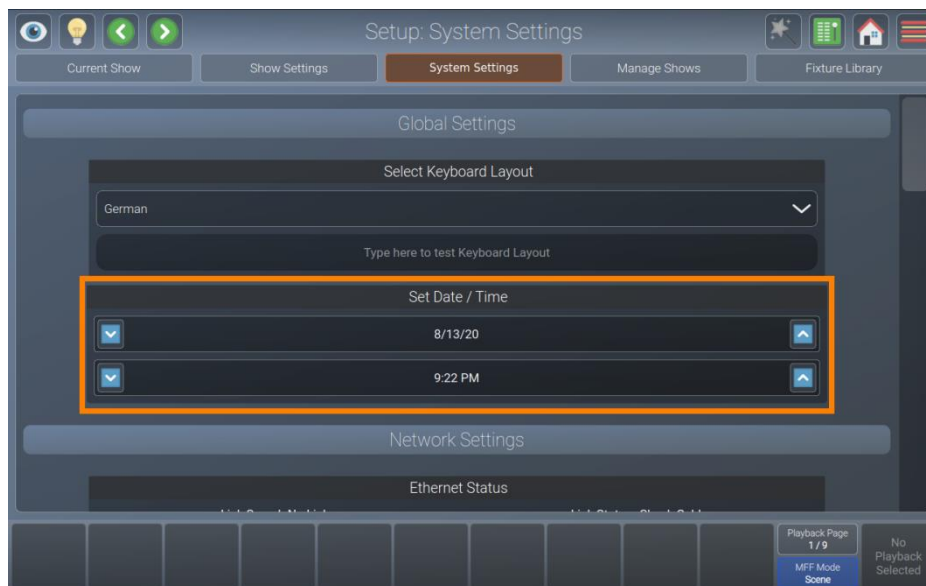 Setup: System Settings
Current Show
Show Settings
System Settings
Manage Shows
Fixture Library
Global Settings
Select Keyboard Layout
German
Type here to test Keyboard Layout
Set Date / Time
8/13/20
9:22 PM
Network Settings
Ethernet Status
Playback Page
1 / 9
MFF Mode
Scene
No
Playback
Selected